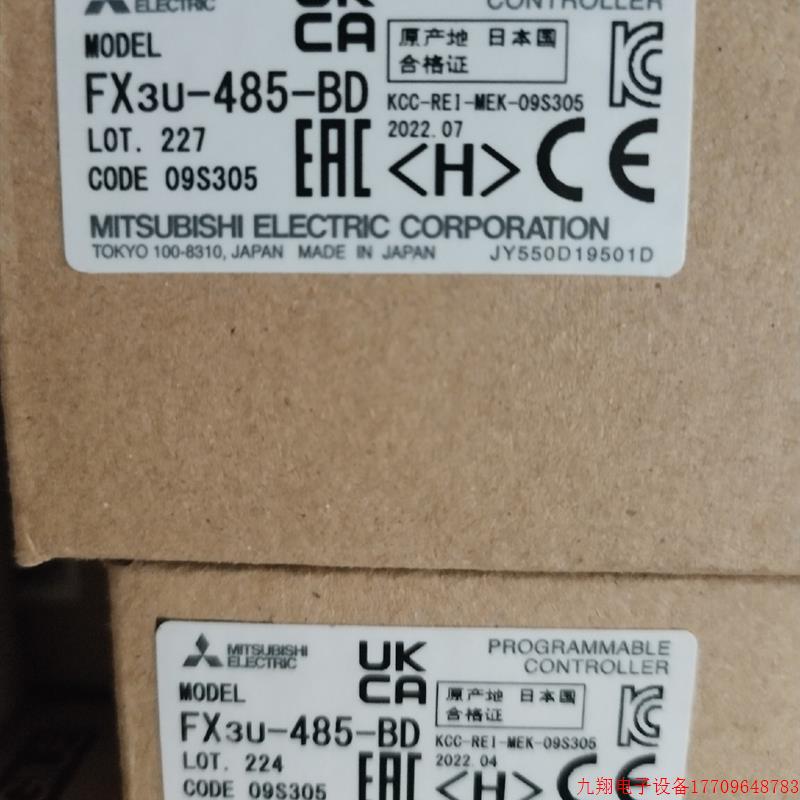 ELECTRIC
UK
CA
CONTROLLER
MODEL
FX3U-485-BD
LOT. 227
CODE 09S305
原产地 日本国
合格证
KCC-REI-MEK-09S305
2022.07
EAC
<H>
CE
MITSUBISHI ELECTRIC CORPORATION
TOKYO 100-8310, JAPAN MADE IN JAPAN
JY550D19501D
MITSUBISHI
ELECTRIC
UK
CA
PROGRAMMABLE
CONTROLLER
MODEL
FX3U-485-BD
LOT. 224
CODE 09S305
原产地 日本国
合格证
KCC-REI-MEK-09S305
2022.04
EAC
<H>
CE
九翔电子设备17709648783